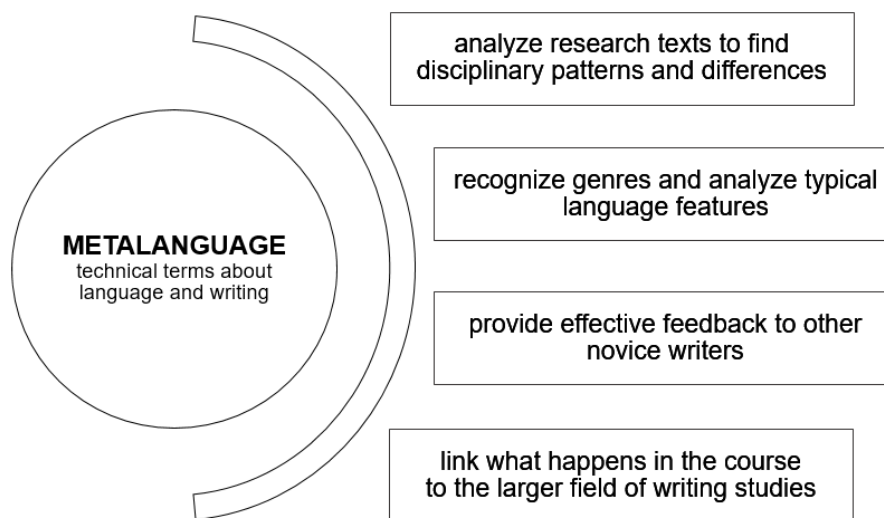 METALANGUAGE
technical terms about
language and writing
analyze research texts to find
disciplinary patterns and differences
recognize genres and analyze typical
language features
provide effective feedback to other
novice writers
link what happens in the course
to the larger field of writing studies